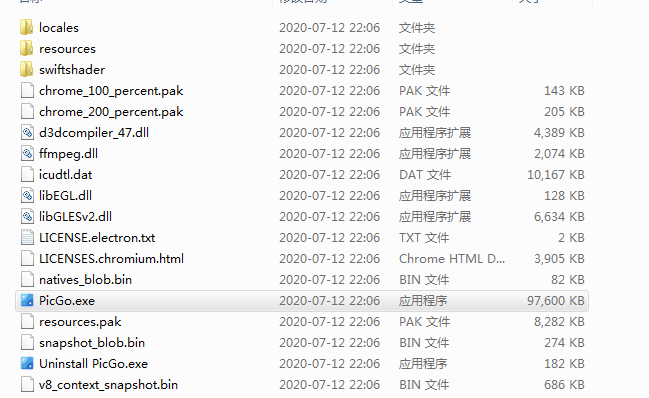 locales 2020-07-12 22:06 文件夹
resources 2020-07-12 22:06 文件夹
swiftshader 2020-07-12 22:06 文件夹
chrome_100_percent.pak 2020-07-12 22:06 PAK 文件 143 KB
chrome_200_percent.pak 2020-07-12 22:06 PAK 文件 205 KB
d3dcompiler_47.dll 2020-07-12 22:06 应用程序扩展 4,389 KB
ffmpeg.dll 2020-07-12 22:06 应用程序扩展 2,074 KB
icudtl.dat 2020-07-12 22:06 DAT 文件 10,167 KB
libEGL.dll 2020-07-12 22:06 应用程序扩展 128 KB
libGLESv2.dll 2020-07-12 22:06 应用程序扩展 6,634 KB
LICENSE.electron.txt 2020-07-12 22:06 TXT 文件 2 KB
LICENSES.chromium.html 2020-07-12 22:06 Chrome HTML D... 3,905 KB
natives_blob.bin 2020-07-12 22:06 BIN 文件 82 KB
PicGo.exe 2020-07-12 22:06 应用程序 97,600 KB
resources.pak 2020-07-12 22:06 PAK 文件 8,282 KB
snapshot_blob.bin 2020-07-12 22:06 BIN 文件 274 KB
Uninstall PicGo.exe 2020-07-12 22:06 应用程序 182 KB
v8_context_snapshot.bin 2020-07-12 22:06 BIN 文件 686 KB